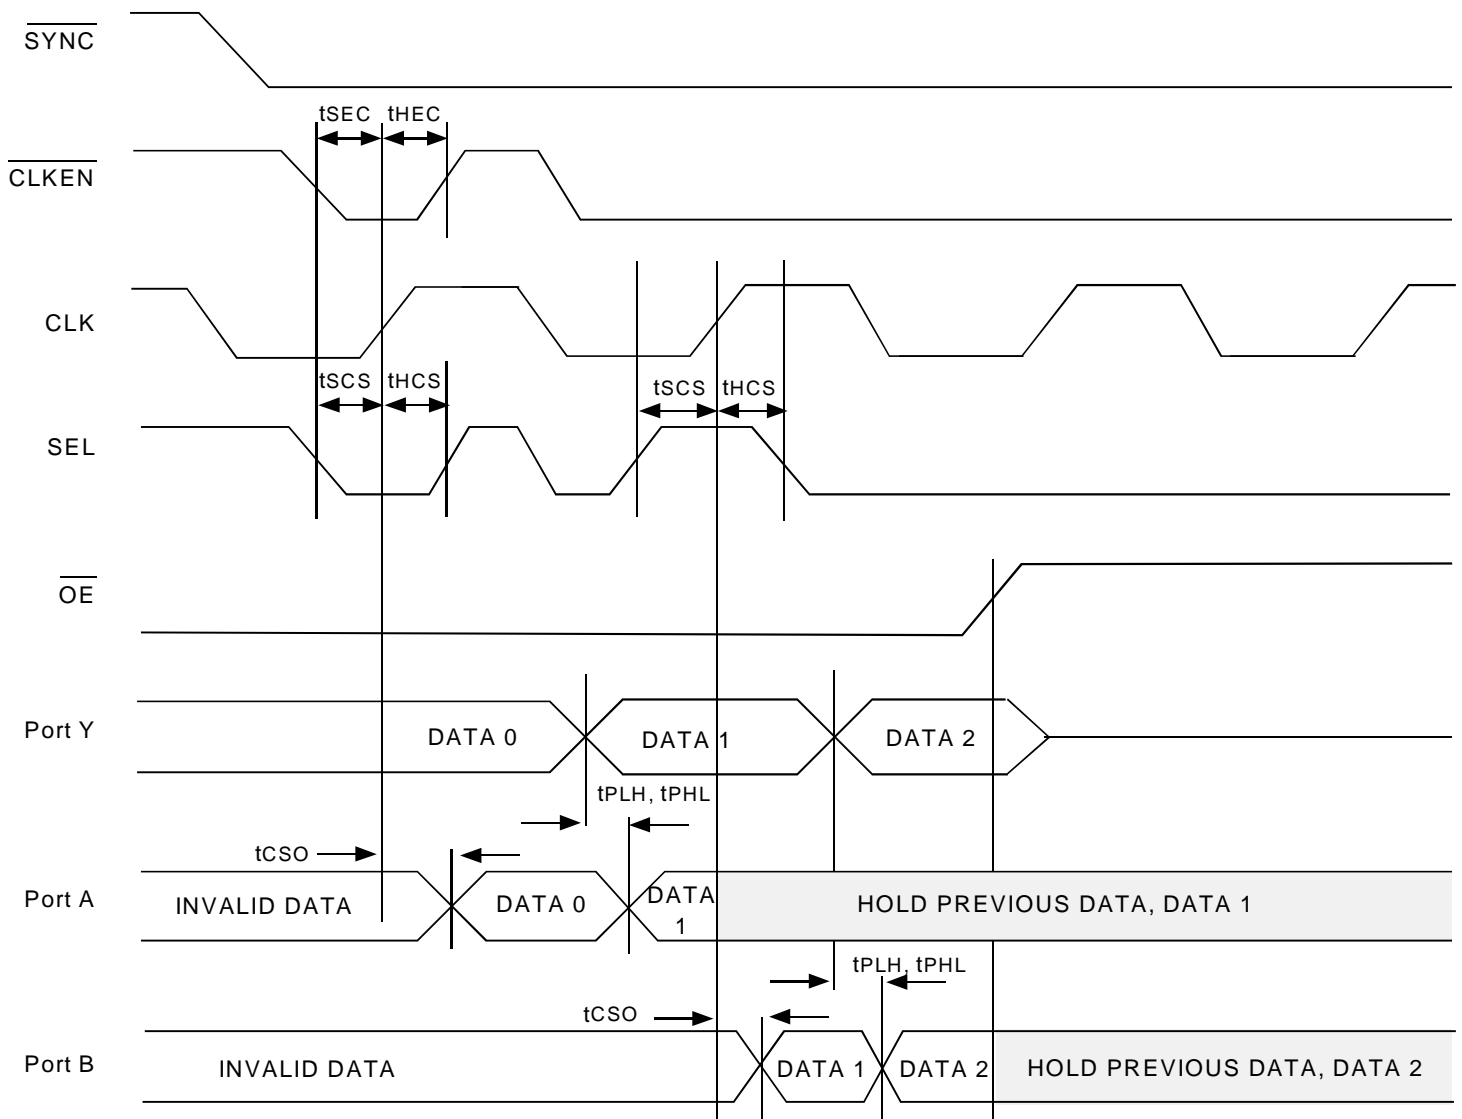 SYNC
tSEC tHEC
CLKEN
CLK
tSCS tHCS
tSCS tHCS
SEL
OE
Port Y
DATA 0
DATA 1
DATA 2
tPLH, tPHL
tCSO
Port A
INVALID DATA
DATA 0
DATA
1
HOLD PREVIOUS DATA, DATA 1
tPLH, tPHL
tCSO
Port B
INVALID DATA
DATA 1
DATA 2
HOLD PREVIOUS DATA, DATA 2